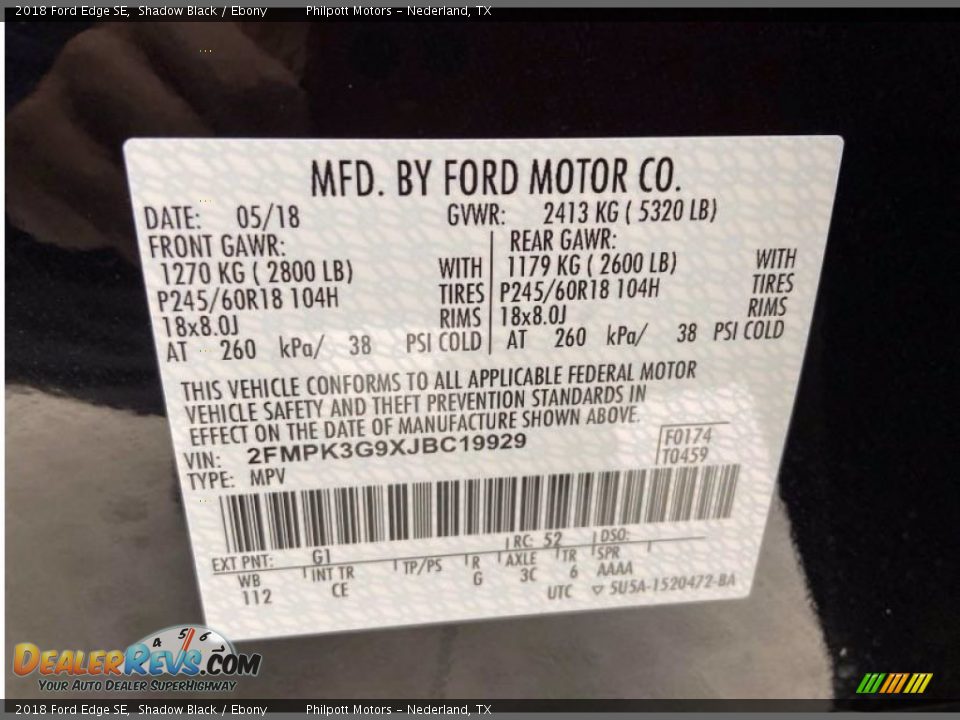 2018 Ford Edge SE, Shadow Black / Ebony Philpott Motors - Nederland, TX
MFD. BY FORD MOTOR CO.
DATE: 05/18 GVWR: 2413 KG ( 5320 LB)
FRONT GAWR: REAR GAWR:
1270 KG ( 2800 LB) WITH 1179 KG ( 2600 LB) WITH
P245/60R18 104H TIRES P245/60R18 104H TIRES
18x8.0J RIMS 18x8.0J RIMS
AT 260 kPa/ 38 PSI COLD AT 260 kPa/ 38 PSI COLD
THIS VEHICLE CONFORMS TO ALL APPLICABLE FEDERAL MOTOR
VEHICLE SAFETY AND THEFT PREVENTION STANDARDS IN
EFFECT ON THE DATE OF MANUFACTURE SHOWN ABOVE.
VIN: 2FMPK3G9XJBC19929 F0174
TYPE: MPV T0459
RC: 52 DSO:
EXT PNT: G1
WB INT TR TP/PS R AXLE TR SPR
112 CE G 3C 6 AAAA
UTC ▽ 5U5A-1520472-BA
4 5 6 7
DEALERREVS.COM
YOUR AUTO DEALER SUPERHIGHWAY
2018 Ford Edge SE, Shadow Black / Ebony Philpott Motors - Nederland, TX